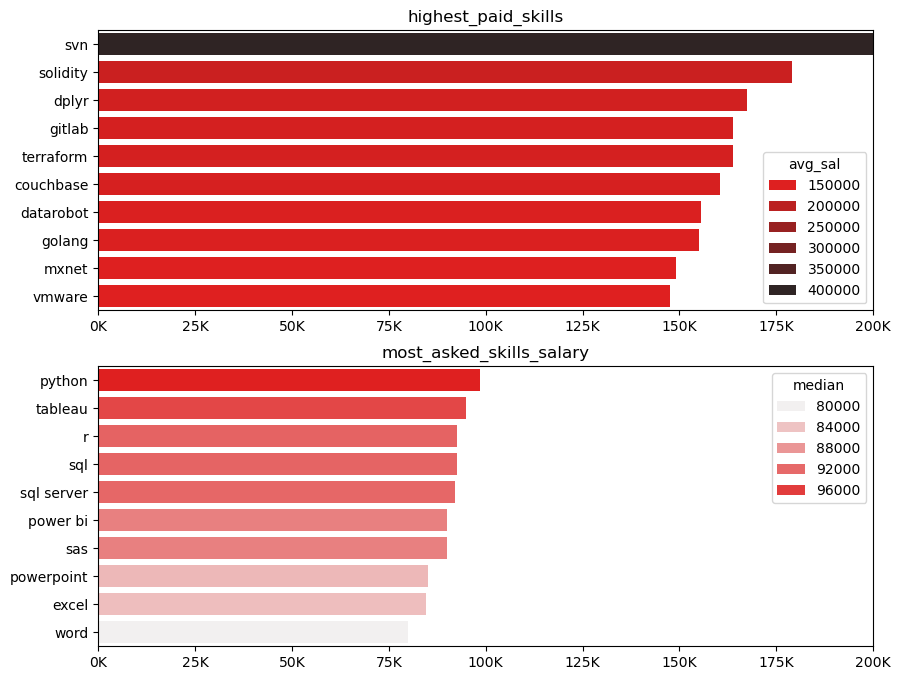 highest_paid_skills
svn
solidity
dplyr
gitlab
terraform
couchbase
datarobot
golang
mxnet
vmware
avg_sal
150000
200000
250000
300000
350000
400000
0K 25K 50K 75K 100K 125K 150K 175K 200K
most_asked_skills_salary
python
tableau
r
sql
sql server
power bi
sas
powerpoint
excel
word
median
80000
84000
88000
92000
96000
0K 25K 50K 75K 100K 125K 150K 175K 200K